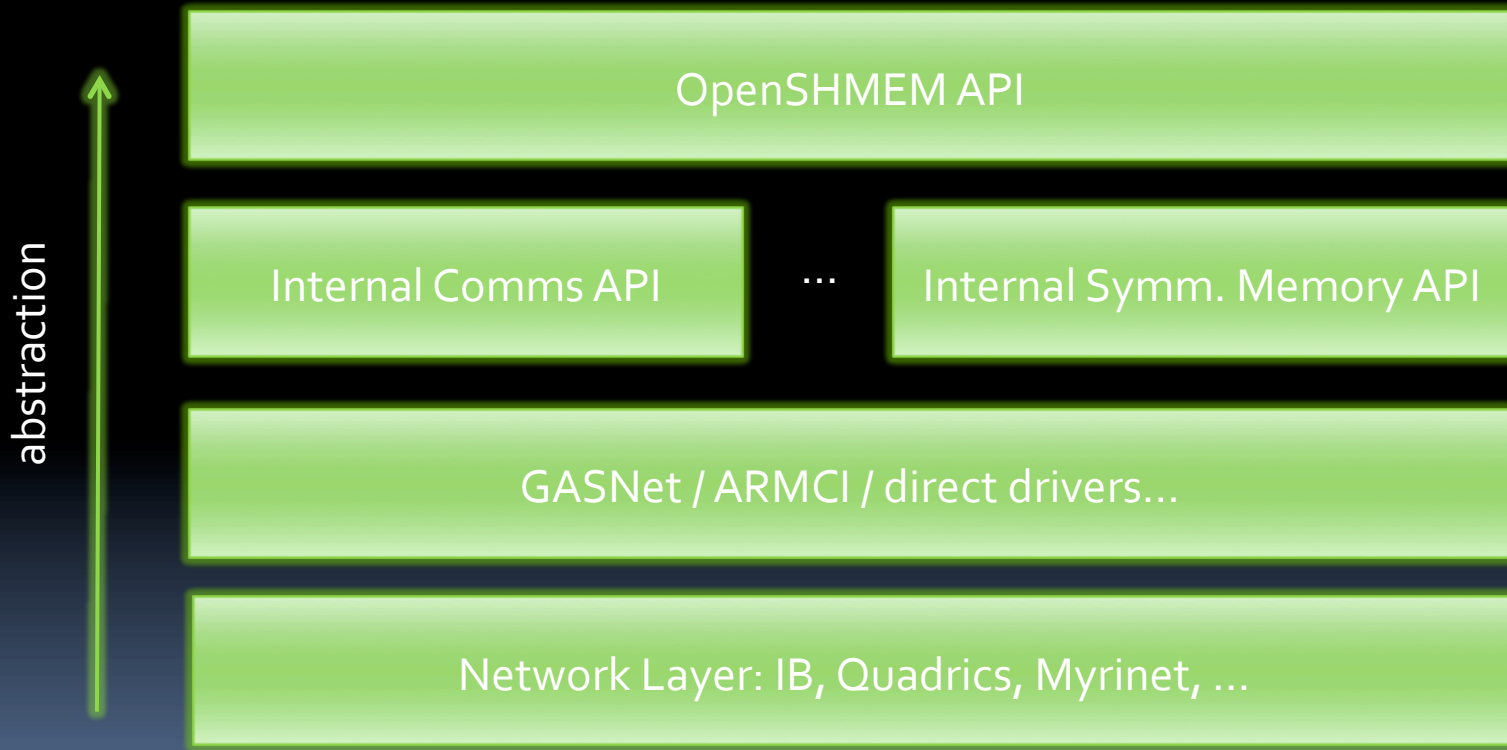 OpenSHMEM API
abstraction
Internal Comms API
...
Internal Symm. Memory API
GASNet / ARMCI / direct drivers...
Network Layer: IB, Quadrics, Myrinet, ...